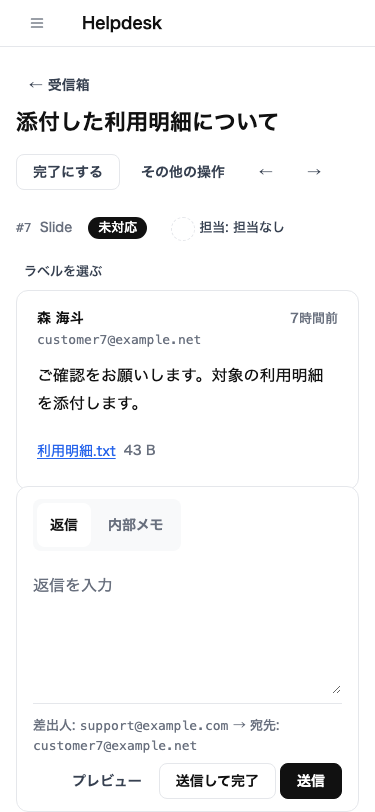 Helpdesk
← 受信箱
添付した利用明細について
完了にする その他の操作 ← →
#7 Slide 未対応 担当: 担当なし
ラベルを選ぶ
森 海斗 7時間前
customer7@example.net
ご確認をお願いします。対象の利用明細
を添付します。
利用明細.txt 43 B
返信 内部メモ
返信を入力
差出人: support@example.com → 宛先:
customer7@example.net
プレビュー 送信して完了 送信